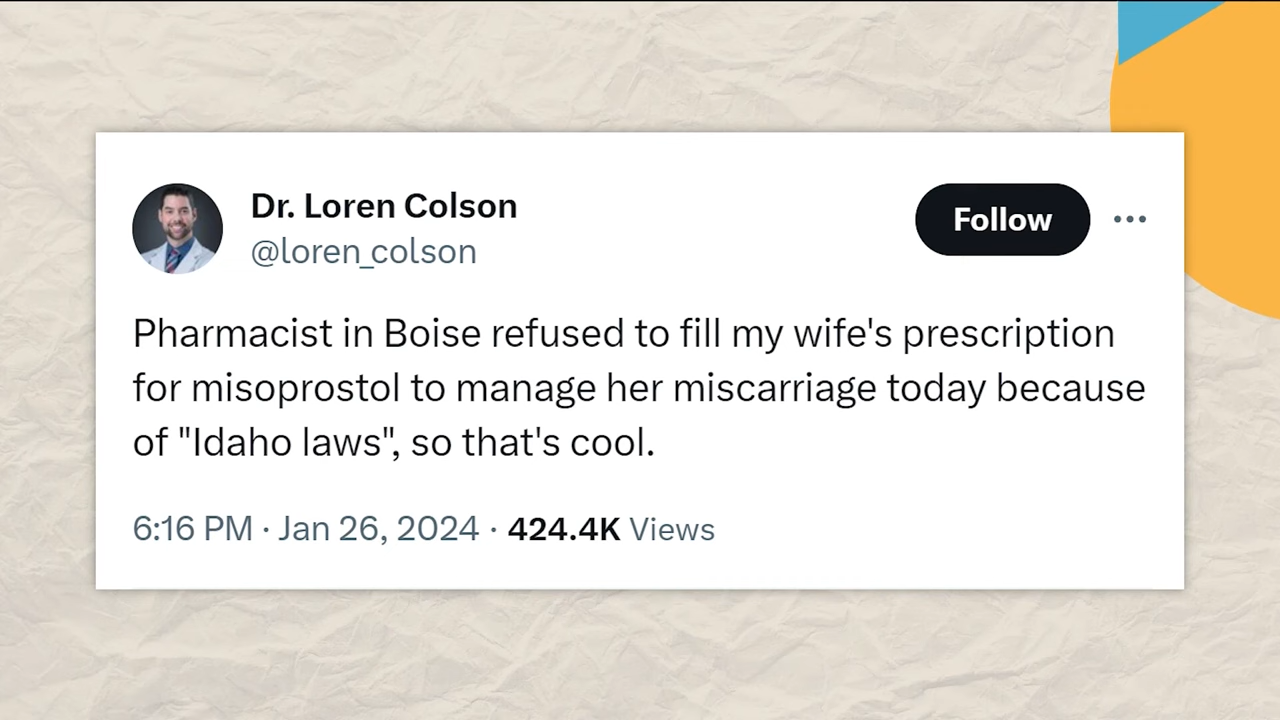 Dr. Loren Colson
@loren_colson
Follow
Pharmacist in Boise refused to fill my wife's prescription
for misoprostol to manage her miscarriage today because
of "Idaho laws", so that's cool.
6:16 PM · Jan 26, 2024 · 424.4K Views